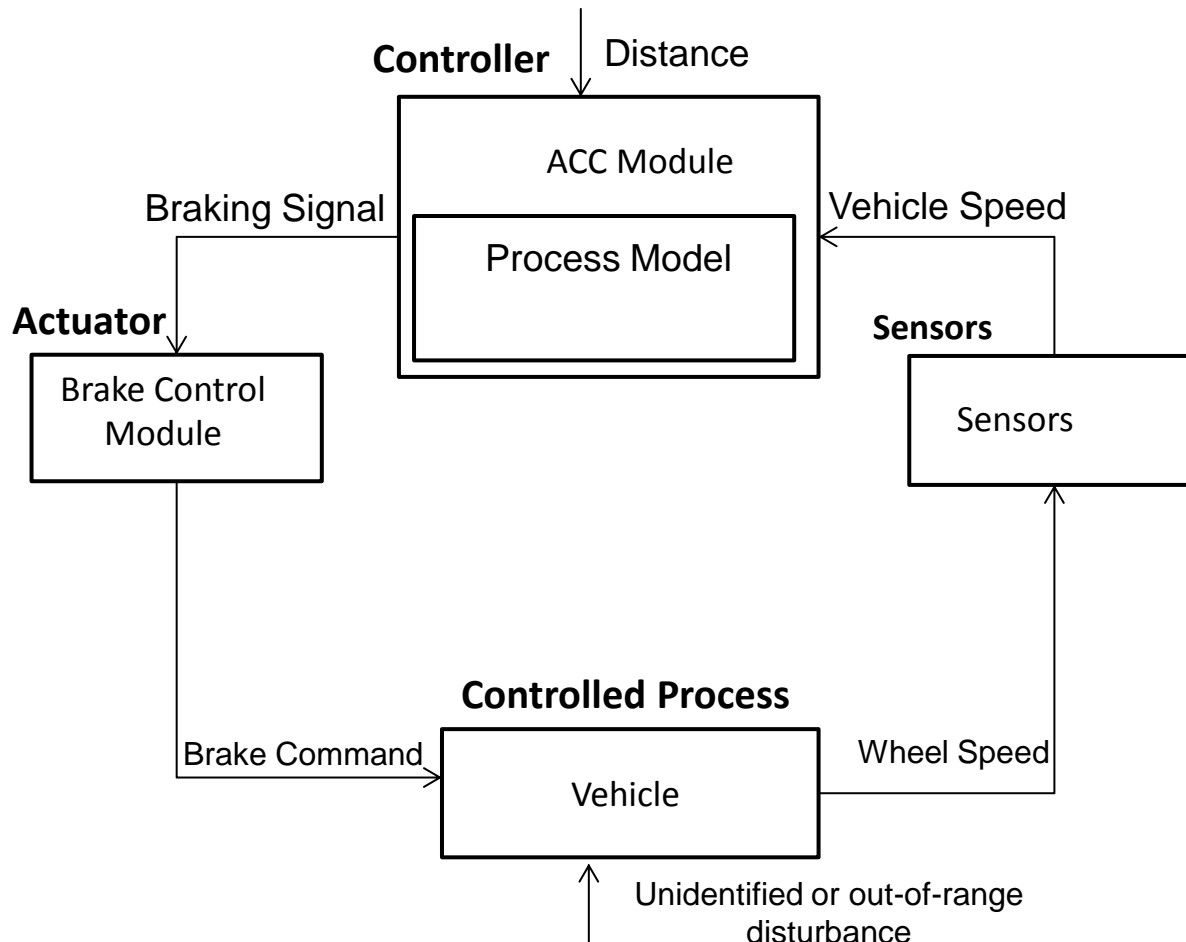 Controller
Distance
ACC Module
Braking Signal
Vehicle Speed
Process Model
Actuator
Sensors
Brake Control
Module
Sensors
Controlled Process
Brake Command
Wheel Speed
Vehicle
Unidentified or out-of-range
disturbance